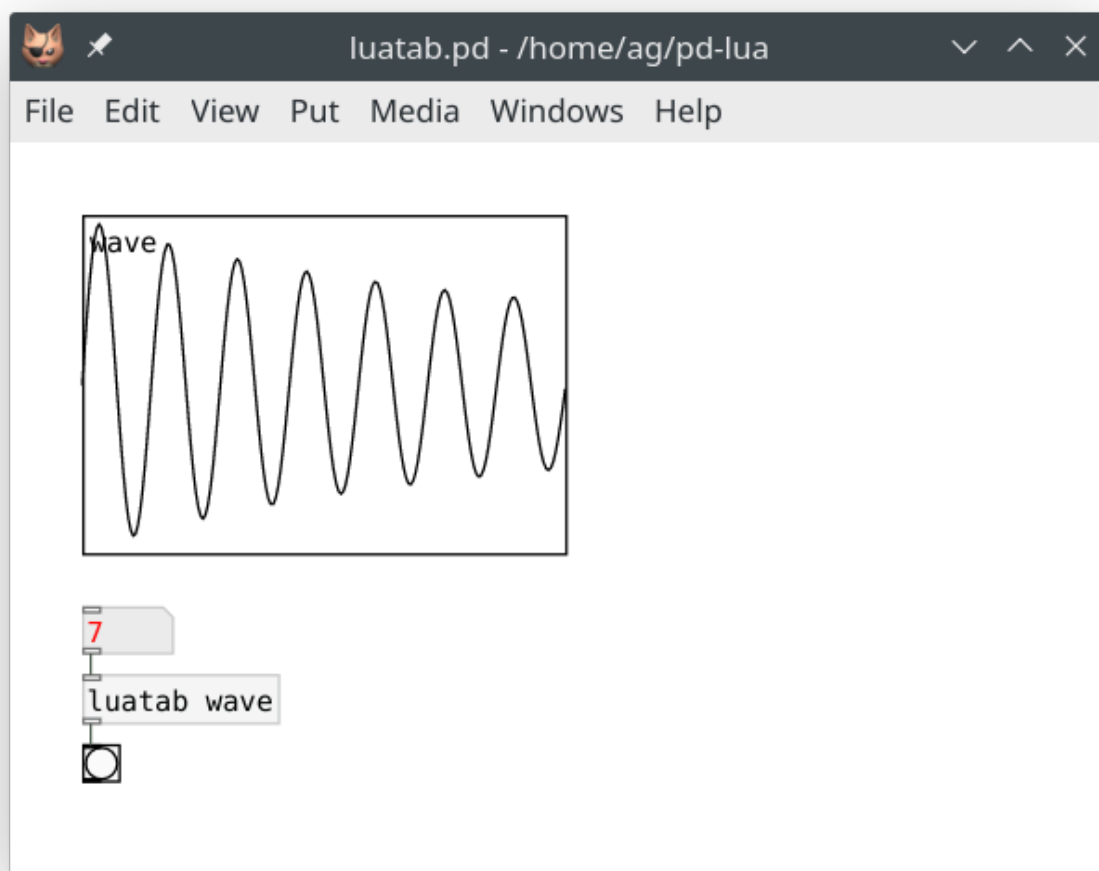 luatab.pd - /home/ag/pd-lua
File Edit View Put Media Windows Help
wave
7
luatab wave